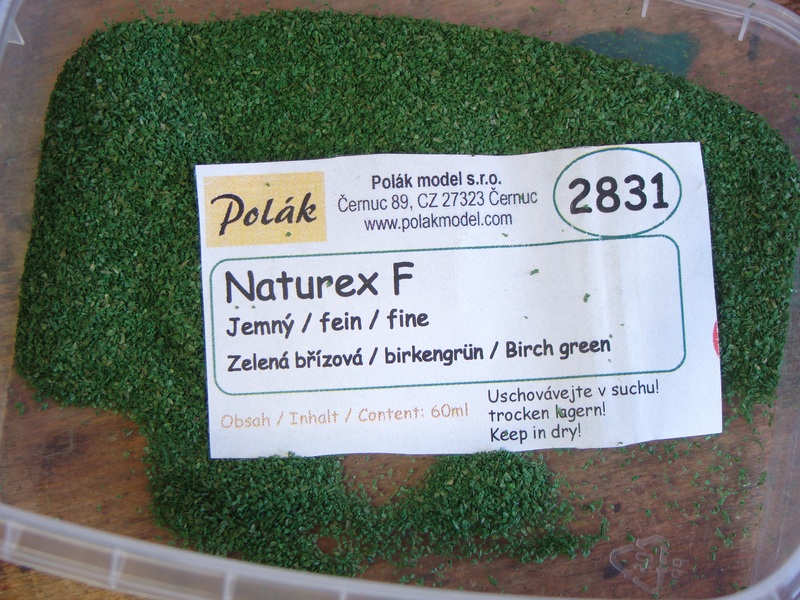 Polák
Polák model s.r.o.
Černuc 89, CZ 27323 Černuc
www.polakmodel.com
2831
Naturex F
Jemný / fein / fine
Zelená břízová / birkengrün / Birch green
Obsah / Inhalt / Content: 60ml
Uschovávejte v suchu!
trocken lagern!
Keep in dry!